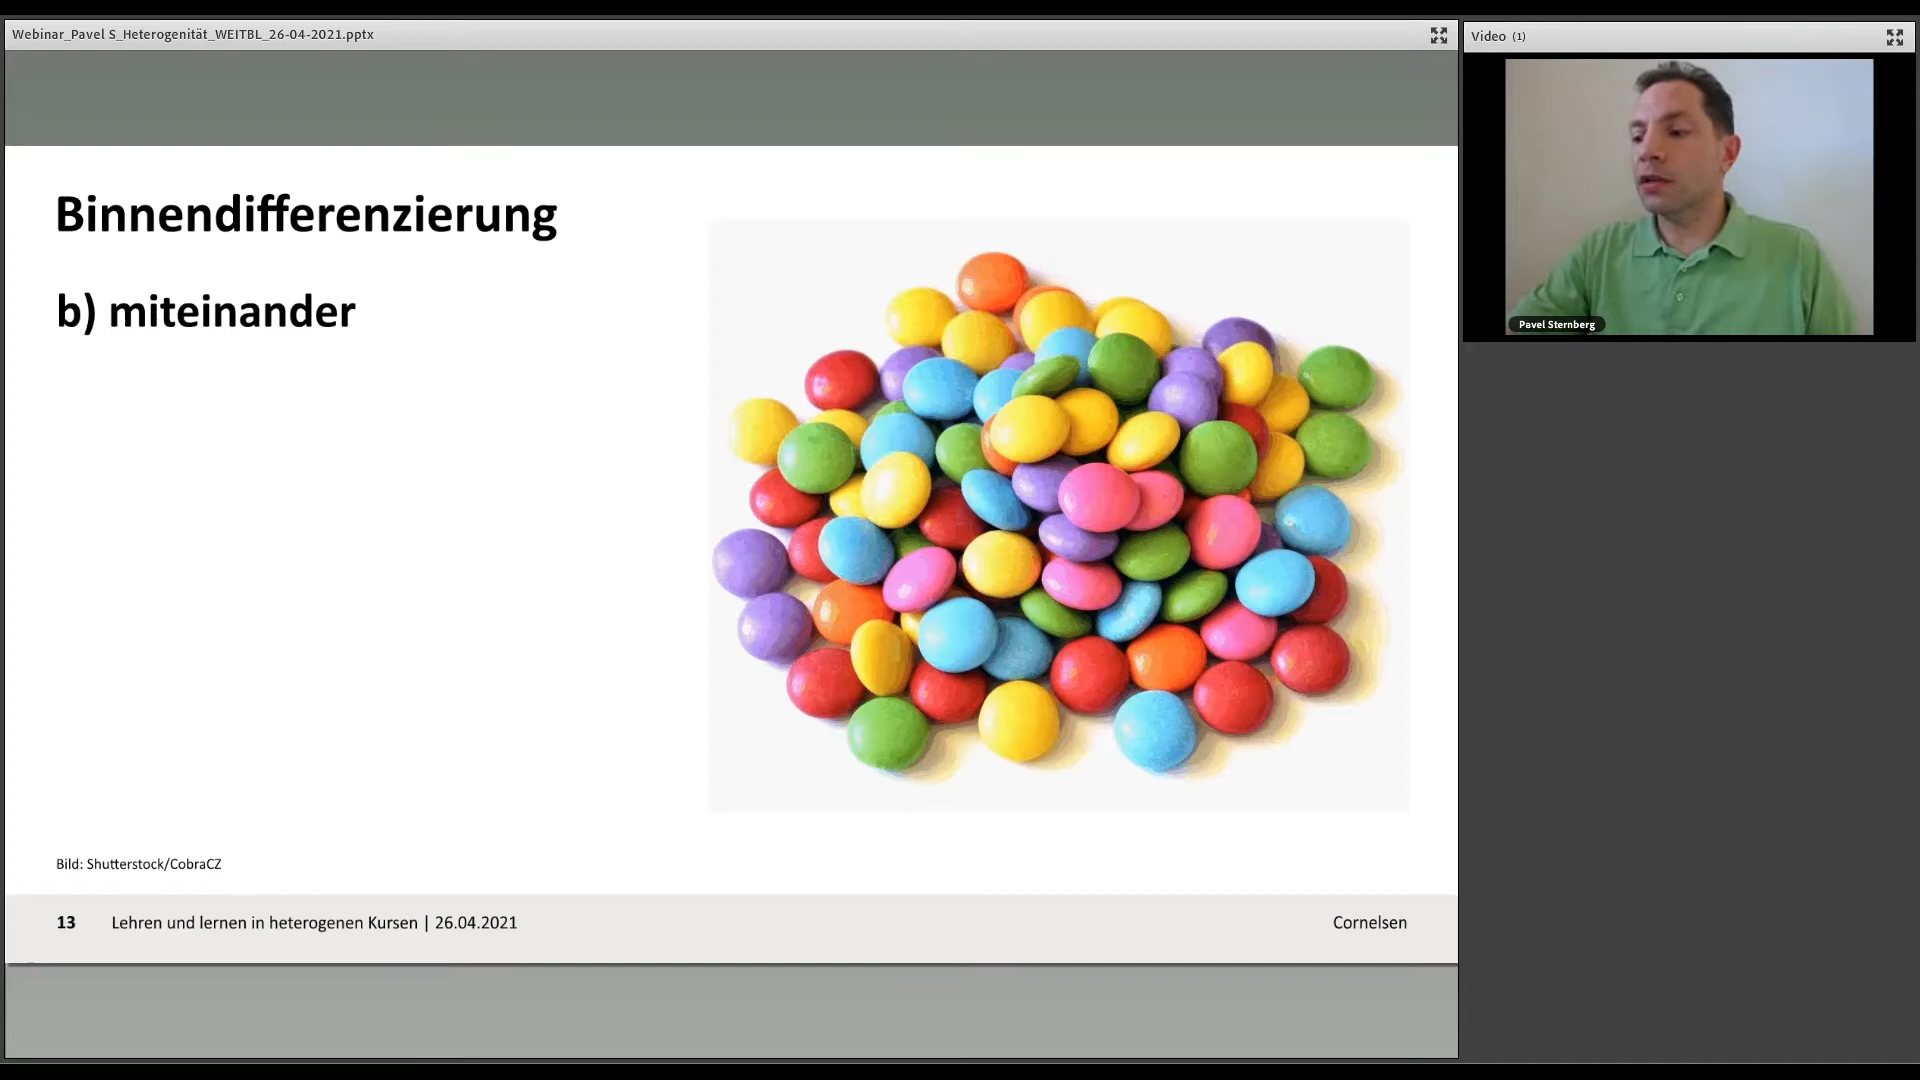 Webinar_Pavel S_Heterogenität_WEITBL_26-04-2021.pptx
Video (1)
Pavel Sternberg
Binnendifferenzierung
b) miteinander
Bild: Shutterstock/CobraCZ
13 Lehren und lernen in heterogenen Kursen | 26.04.2021 Cornelsen